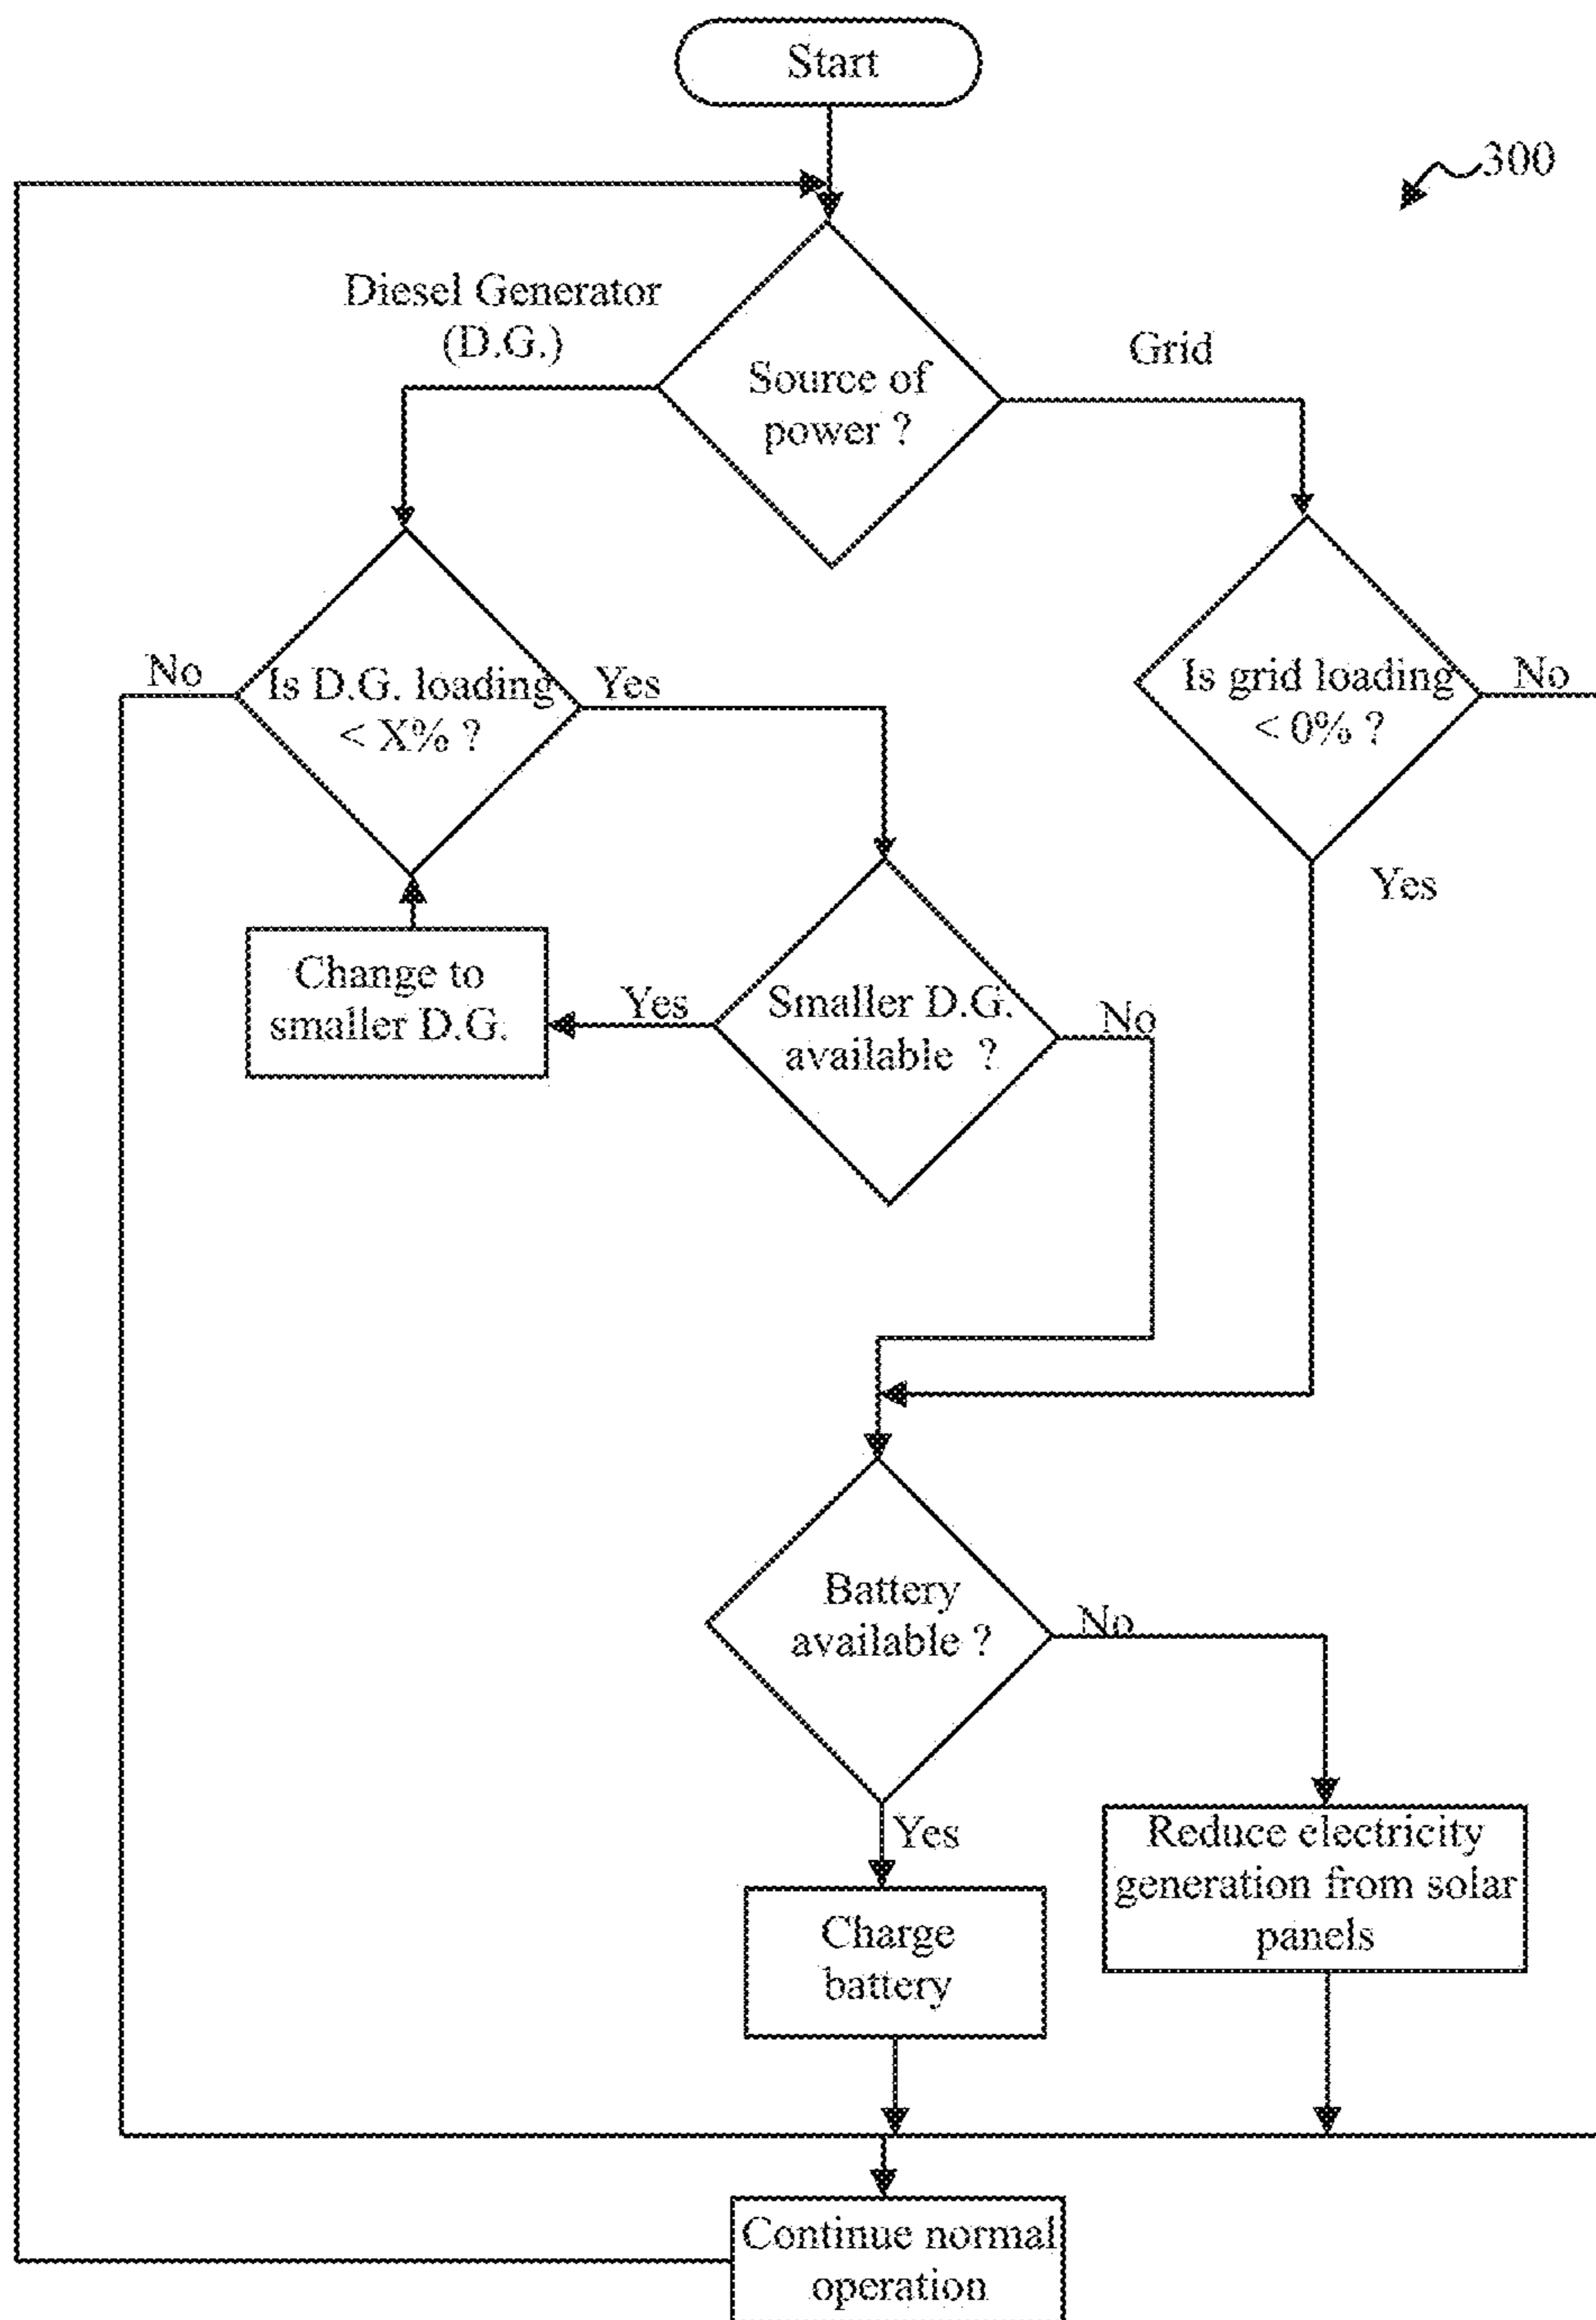 Start
300
Diesel Generator
(D.G.)
Grid
Source of
power ?
No
Is D.G. loading
< X% ?
Yes
Is grid loading
< 0% ?
No
Yes
Change to
smaller D.G.
Yes
Smaller D.G.
available ?
No
Battery
available ?
No
Yes
Reduce electricity
generation from solar
panels
Charge
battery
Continue normal
operation